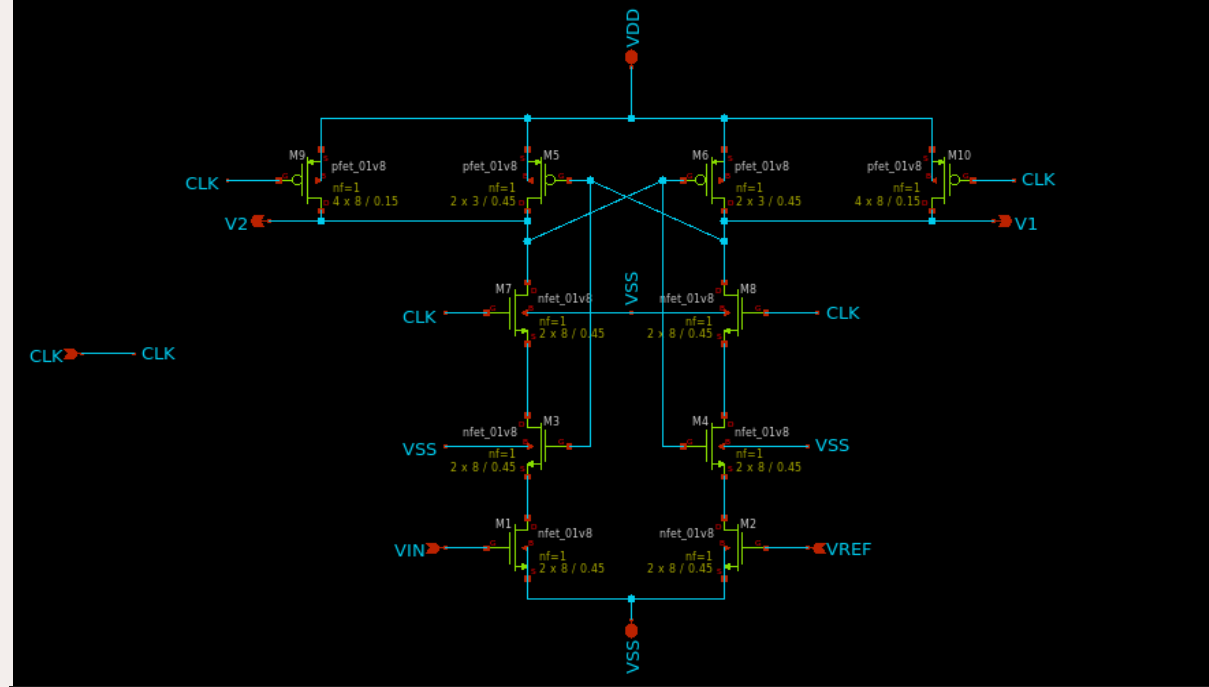 VDD
M9
pfet_01v8
CLK
nf=1
4 x 8 / 0.15
M5
pfet_01v8
nf=1
2 x 3 / 0.45
M6
pfet_01v8
nf=1
2 x 3 / 0.45
M10
pfet_01v8
CLK
nf=1
4 x 8 / 0.15
V2
V1
M7
nfet_01v8
CLK
nf=1
2 x 8 / 0.45
VSS
M8
nfet_01v8
CLK
nf=1
2 x 8 / 0.45
CLK
CLK
M3
nfet_01v8
VSS
nf=1
2 x 8 / 0.45
M4
nfet_01v8
VSS
nf=1
2 x 8 / 0.45
M1
nfet_01v8
VIN
nf=1
2 x 8 / 0.45
M2
nfet_01v8
VREF
nf=1
2 x 8 / 0.45
VSS